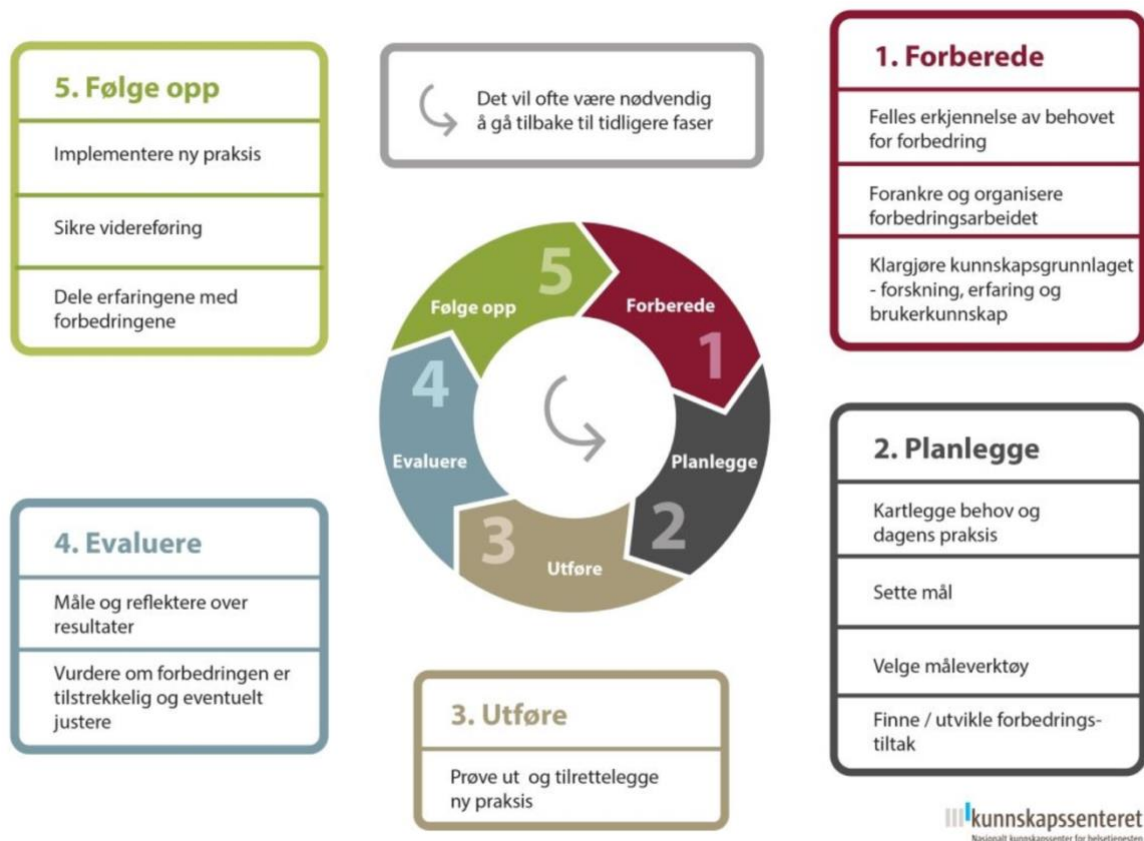 5. Følge opp
Implementere ny praksis
Sikre videreføring
Dele erfaringene med
forbedringene
Det vil ofte være nødvendig
å gå tilbake til tidligere faser
1. Forberede
Felles erkjennelse av behovet
for forbedring
Forankre og organisere
forbedringsarbeidet
Klargjøre kunnskapsgrunnlaget
- forskning, erfaring og
brukerkunnskap
5
Følge opp
Forberede
1
4
Evaluere
Planlegge
2
3
Utføre
2. Planlegge
Kartlegge behov og
dagens praksis
Sette mål
Velge måleverktøy
Finne / utvikle forbedrings-
tiltak
4. Evaluere
Måle og reflektere over
resultater
Vurdere om forbedringen er
tilstrekkelig og eventuelt
justere
3. Utføre
Prøve ut og tilrettelegge
ny praksis
kunnskapssenteret
Nasjonalt kunnskapssenter for helsetjenesten